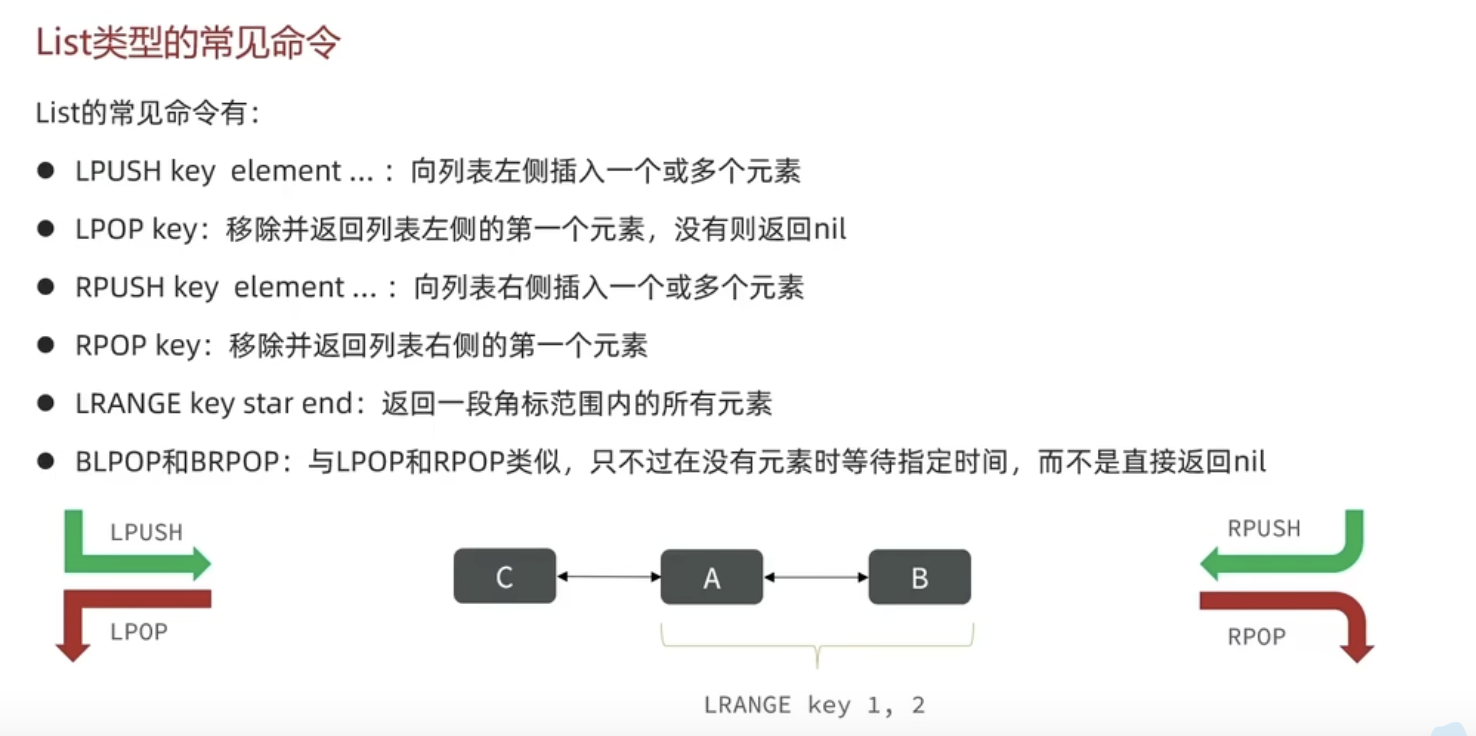 List类型的常见命令
List的常见命令有：
● LPUSH key  element ... ：向列表左侧插入一个或多个元素
● LPOP key：移除并返回列表左侧的第一个元素，没有则返回nil
● RPUSH key  element ... ：向列表右侧插入一个或多个元素
● RPOP key：移除并返回列表右侧的第一个元素
● LRANGE key star end：返回一段角标范围内的所有元素
● BLPOP和BRPOP：与LPOP和RPOP类似，只不过在没有元素时等待指定时间，而不是直接返回nil
LPUSH
LPOP
C
A
B
LRANGE key 1, 2
RPUSH
RPOP